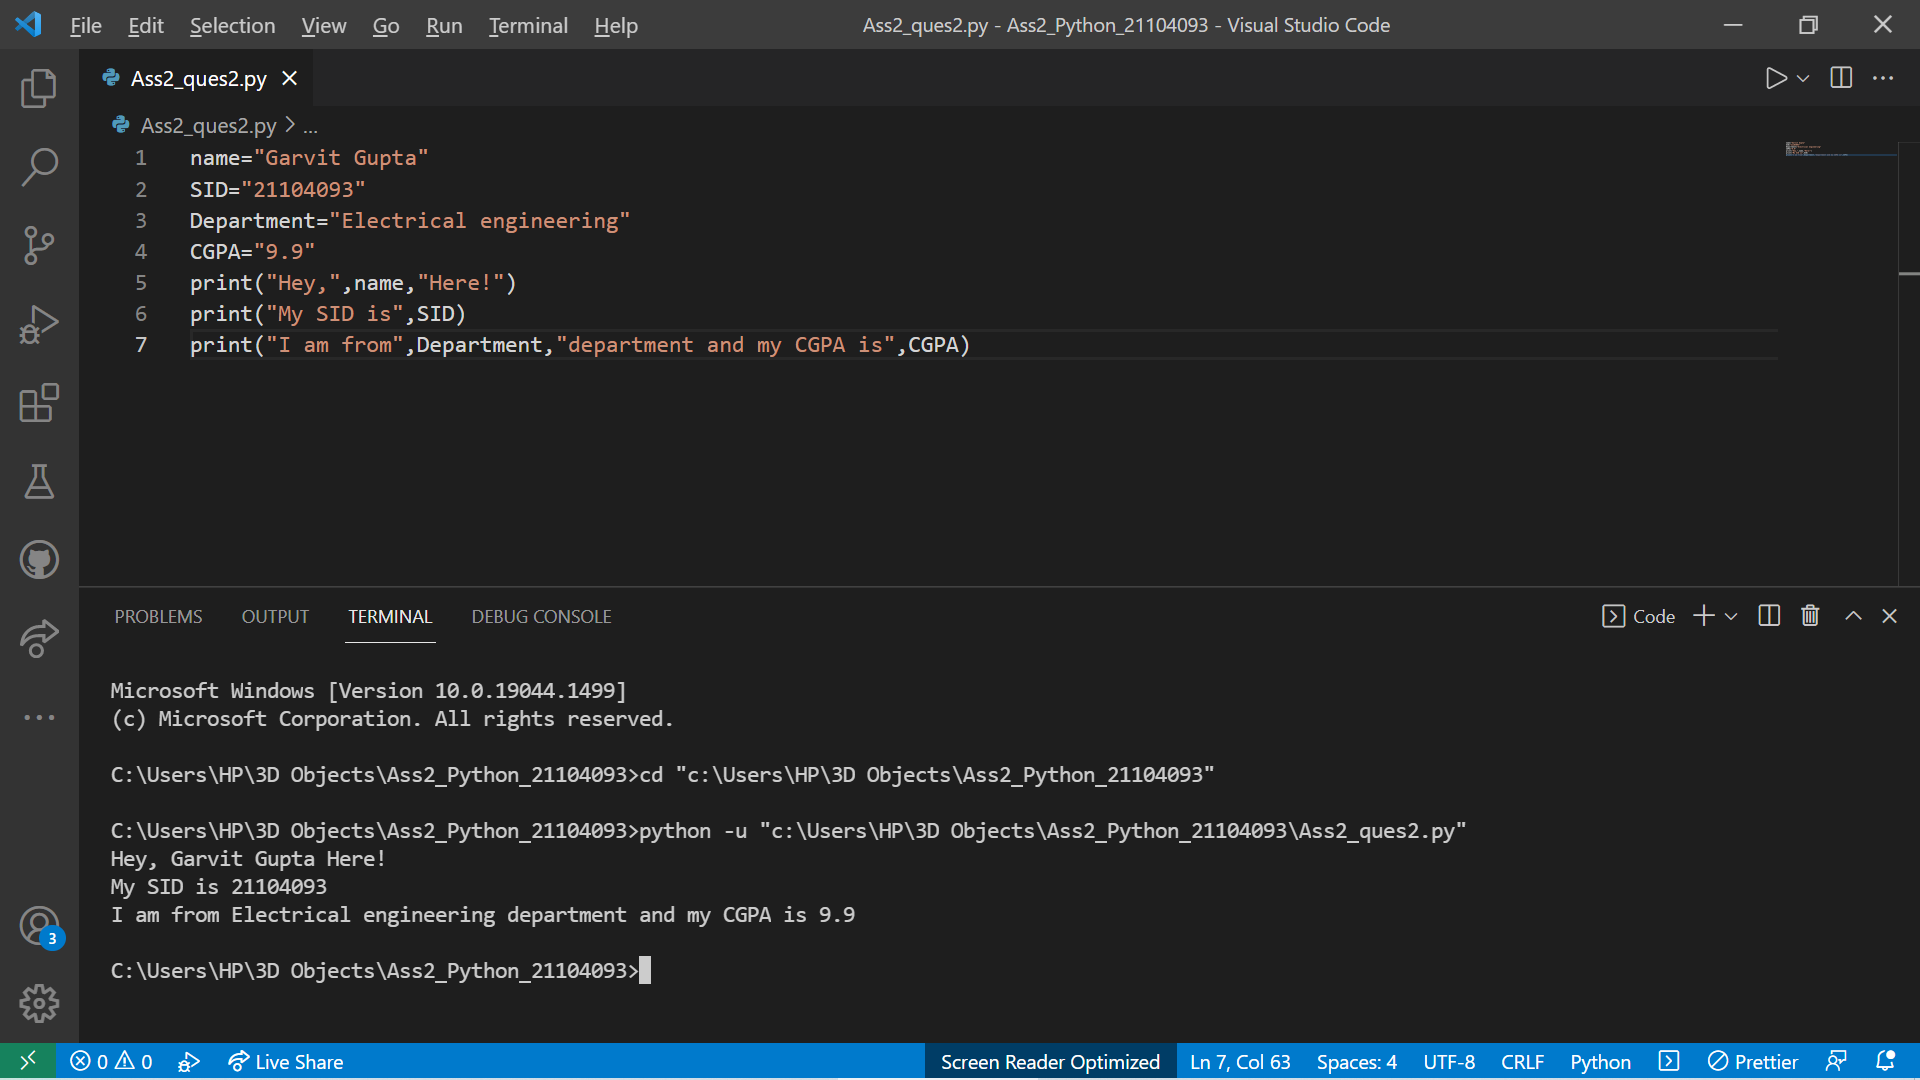 File Edit Selection View Go Run Terminal Help Ass2_ques2.py - Ass2_Python_21104093 - Visual Studio Code
Ass2_ques2.py
Ass2_ques2.py > ...
1 name="Garvit Gupta"
2 SID="21104093"
3 Department="Electrical engineering"
4 CGPA="9.9"
5 print("Hey,",name,"Here!")
6 print("My SID is",SID)
7 print("I am from",Department,"department and my CGPA is",CGPA)
PROBLEMS OUTPUT TERMINAL DEBUG CONSOLE Code
Microsoft Windows [Version 10.0.19044.1499]
(c) Microsoft Corporation. All rights reserved.
C:\Users\HP\3D Objects\Ass2_Python_21104093>cd "c:\Users\HP\3D Objects\Ass2_Python_21104093"
C:\Users\HP\3D Objects\Ass2_Python_21104093>python -u "c:\Users\HP\3D Objects\Ass2_Python_21104093\Ass2_ques2.py"
Hey, Garvit Gupta Here!
My SID is 21104093
I am from Electrical engineering department and my CGPA is 9.9
C:\Users\HP\3D Objects\Ass2_Python_21104093>
3
0 0 Live Share Screen Reader Optimized Ln 7, Col 63 Spaces: 4 UTF-8 CRLF Python Prettier